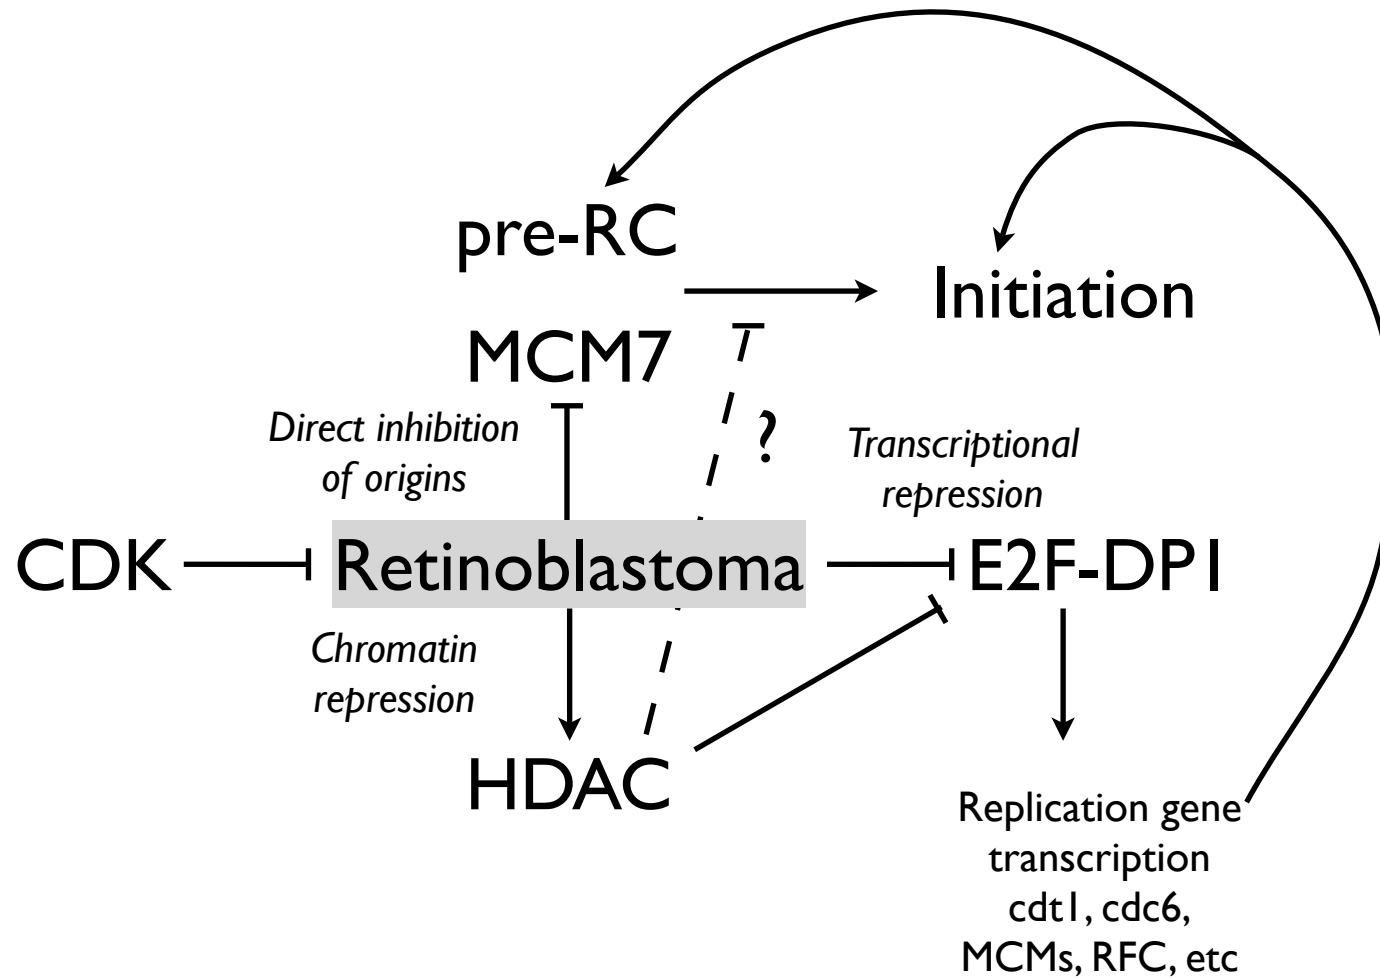 pre-RC
Initiation
MCM7
Direct inhibition
of origins
?
Transcriptional
repression
CDK
Retinoblastoma
E2F-DP1
Chromatin
repression
HDAC
Replication gene
transcription
cdt1, cdc6,
MCMs, RFC, etc